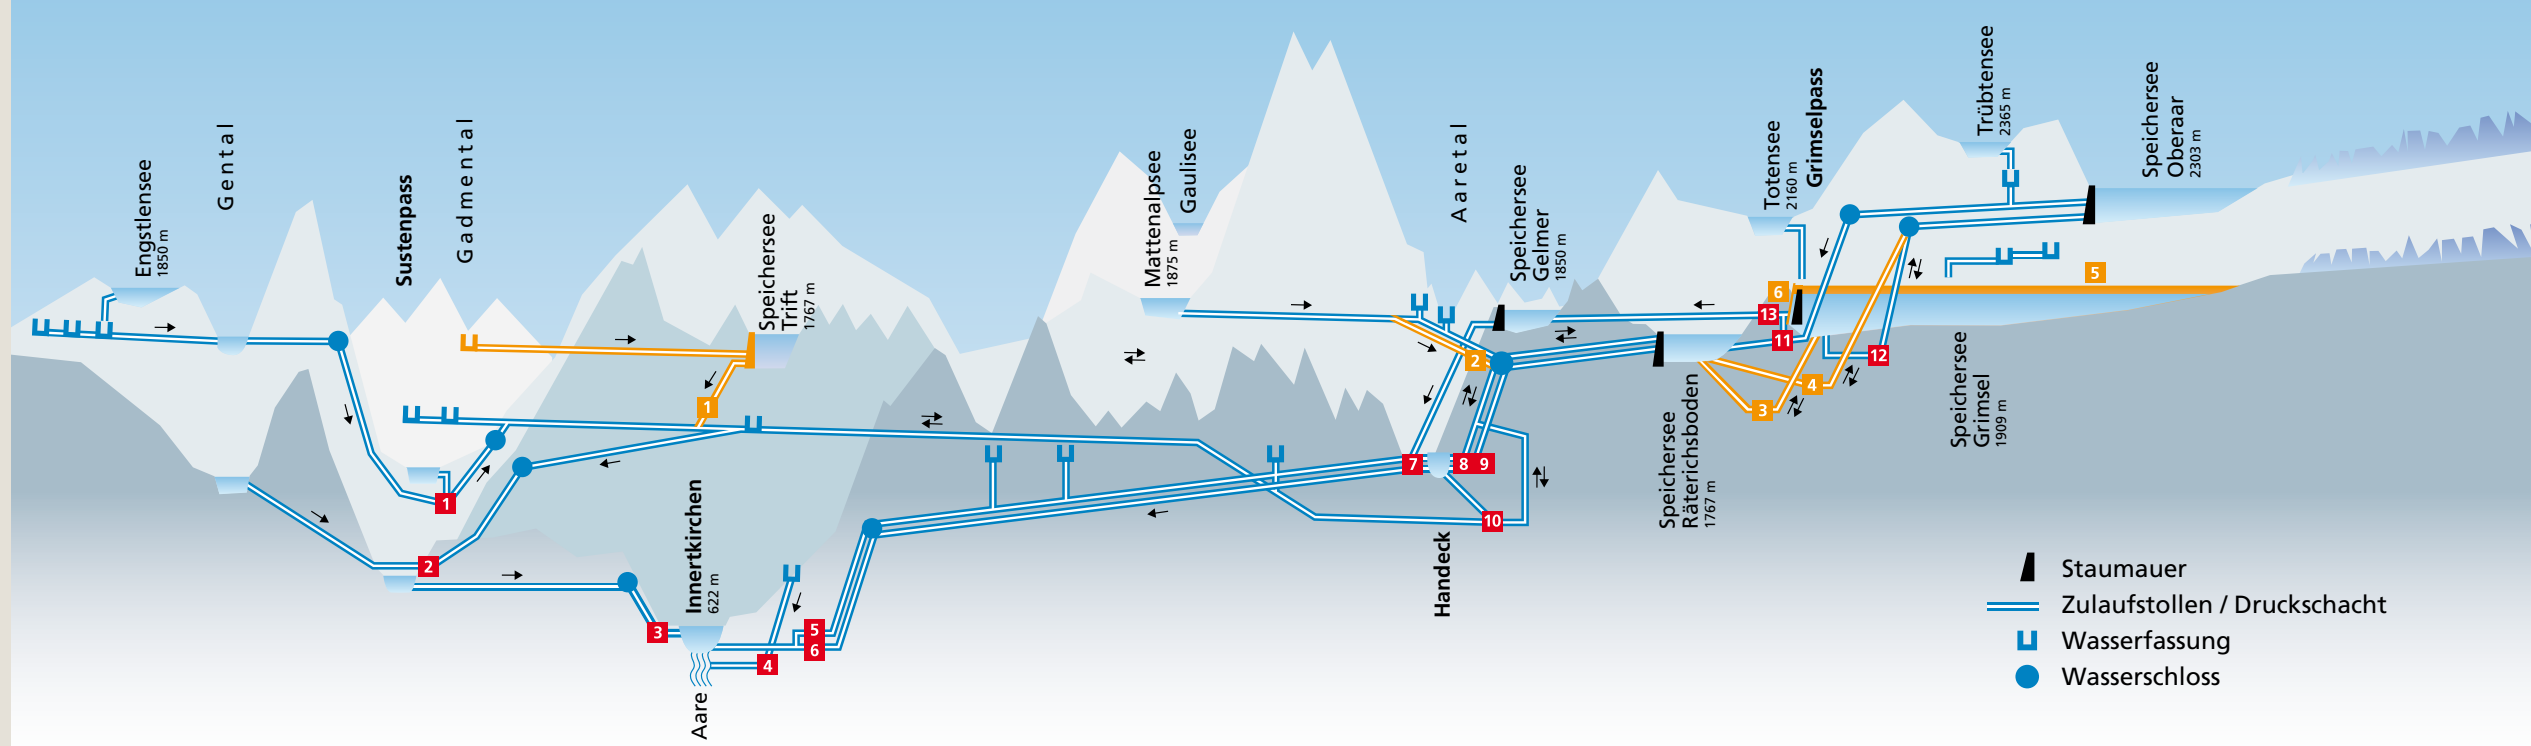 Engstlensee
1850 m
Gental
Sustenpass
Gadmental
Speichersee
Trift
1767 m
Mattenalpsee
1875 m
Gaulisee
Aaretal
Speichersee
Gelmer
1850 m
Totensee
2160 m
Grimselpass
Trübtensee
2365 m
Speichersee
Oberaar
2303 m
5
6
13
11
12
2
4
3
1
7
8
9
10
1
2
3
4
5
6
Innertkirchen
622 m
Aare
Handeck
Speichersee
Räterichsboden
1767 m
Speichersee
Grimsel
1909 m
Staumauer
Zulaufstollen / Druckschacht
Wasserfassung
Wasserschloss